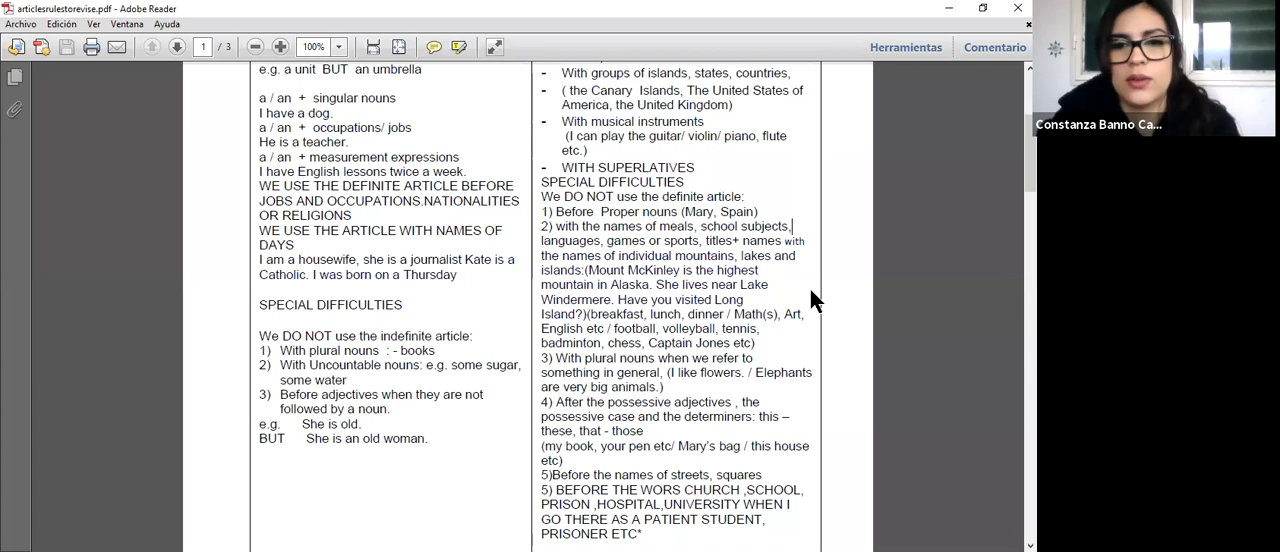 articlesrulestorevise.pdf - Adobe Reader
Archivo Edición Ver Ventana Ayuda
1 / 3 100% Herramientas Comentario
e.g. a unit BUT an umbrella
a / an + singular nouns
I have a dog.
a / an + occupations/ jobs
He is a teacher.
a / an + measurement expressions
I have English lessons twice a week.
WE USE THE DEFINITE ARTICLE BEFORE
JOBS AND OCCUPATIONS.NATIONALITIES
OR RELIGIONS
WE USE THE ARTICLE WITH NAMES OF
DAYS
I am a housewife, she is a journalist Kate is a
Catholic. I was born on a Thursday
SPECIAL DIFFICULTIES
We DO NOT use the indefinite article:
1) With plural nouns : - books
2) With Uncountable nouns: e.g. some sugar,
some water
3) Before adjectives when they are not
followed by a noun.
e.g. She is old.
BUT She is an old woman.
- With groups of islands, states, countries,
- ( the Canary Islands, The United States of
America, the United Kingdom)
- With musical instruments
(I can play the guitar/ violin/ piano, flute
etc.)
- WITH SUPERLATIVES
SPECIAL DIFFICULTIES
We DO NOT use the definite article:
1) Before Proper nouns (Mary, Spain)
2) with the names of meals, school subjects,
languages, games or sports, titles+ names with
the names of individual mountains, lakes and
islands:(Mount McKinley is the highest
mountain in Alaska. She lives near Lake
Windermere. Have you visited Long
Island?)(breakfast, lunch, dinner / Math(s), Art,
English etc / football, volleyball, tennis,
badminton, chess, Captain Jones etc)
3) With plural nouns when we refer to
something in general, (I like flowers. / Elephants
are very big animals.)
4) After the possessive adjectives , the
possessive case and the determiners: this –
these, that - those
(my book, your pen etc/ Mary's bag / this house
etc)
5)Before the names of streets, squares
5) BEFORE THE WORS CHURCH ,SCHOOL,
PRISON ,HOSPITAL,UNIVERSITY WHEN I
GO THERE AS A PATIENT STUDENT,
PRISONER ETC*
Constanza Banno Ca...